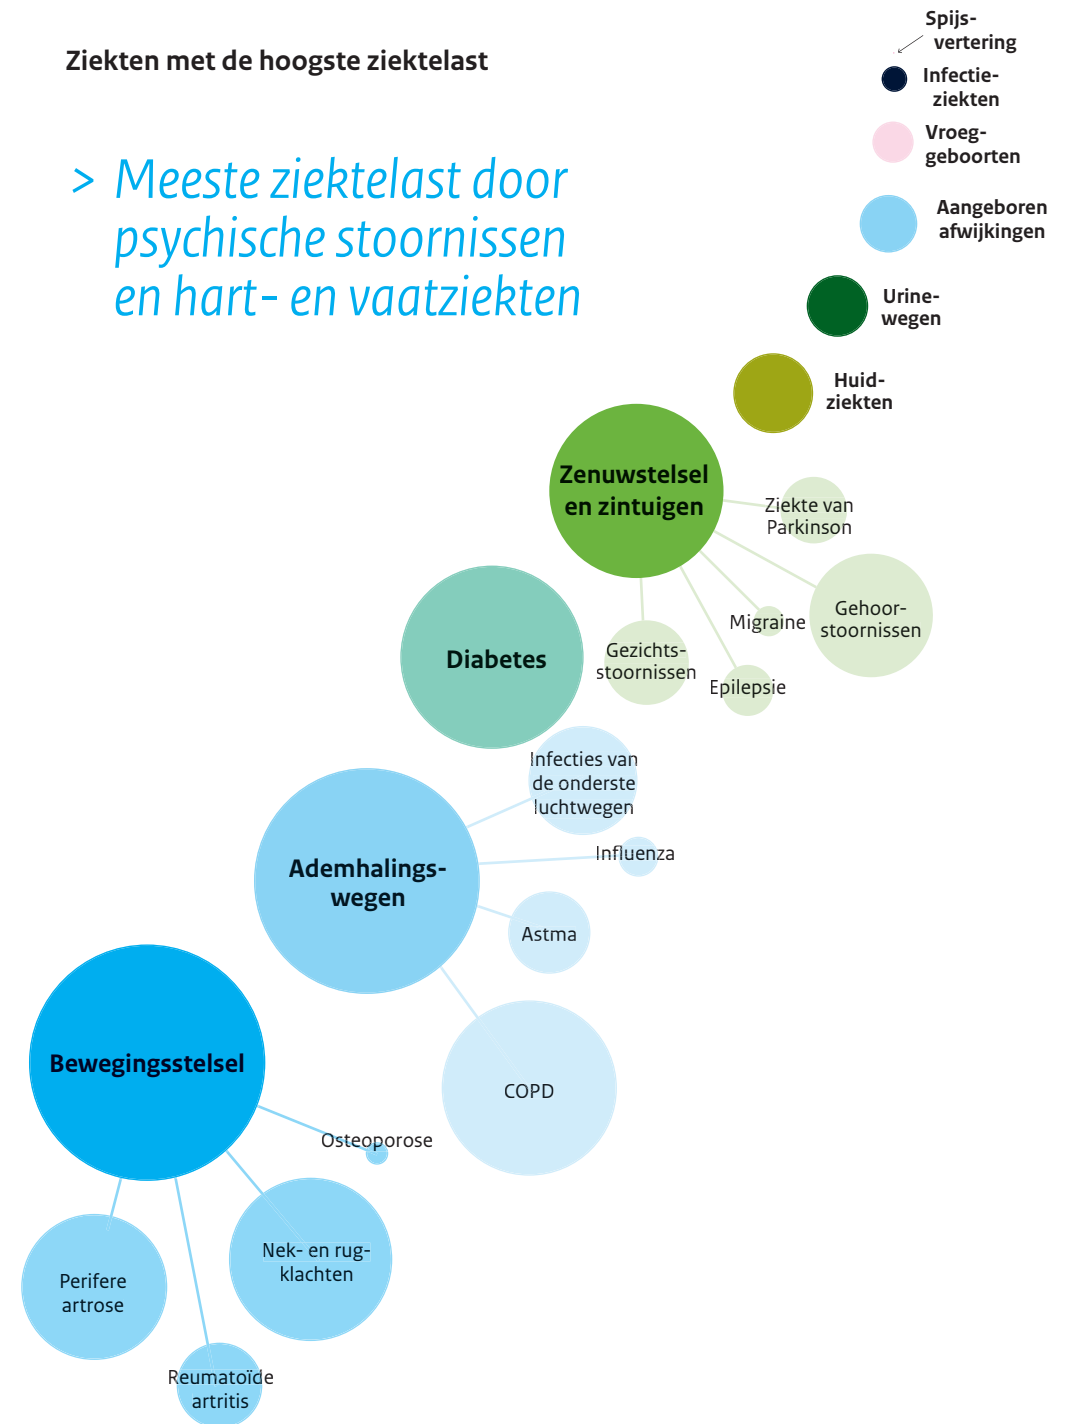 Ziekten met de hoogste ziektelast
> Meeste ziektelast door
psychische stoornissen
en hart- en vaatziekten
Spijs-
vertering
Infectie-
ziekten
Vroeg-
geboorten
Aangeboren
afwijkingen
Urine-
wegen
Huid-
ziekten
Zenuwstelsel
en zintuigen
Ziekte van
Parkinson
Gehoor-
stoornissen
Migraine
Epilepsie
Gezichts-
stoornissen
Diabetes
Infecties van
de onderste
luchtwegen
Influenza
Ademhalings-
wegen
Astma
COPD
Bewegingsstelsel
Osteoporose
Nek- en rug-
klachten
Perifere
artrose
Reumatoïde
artritis